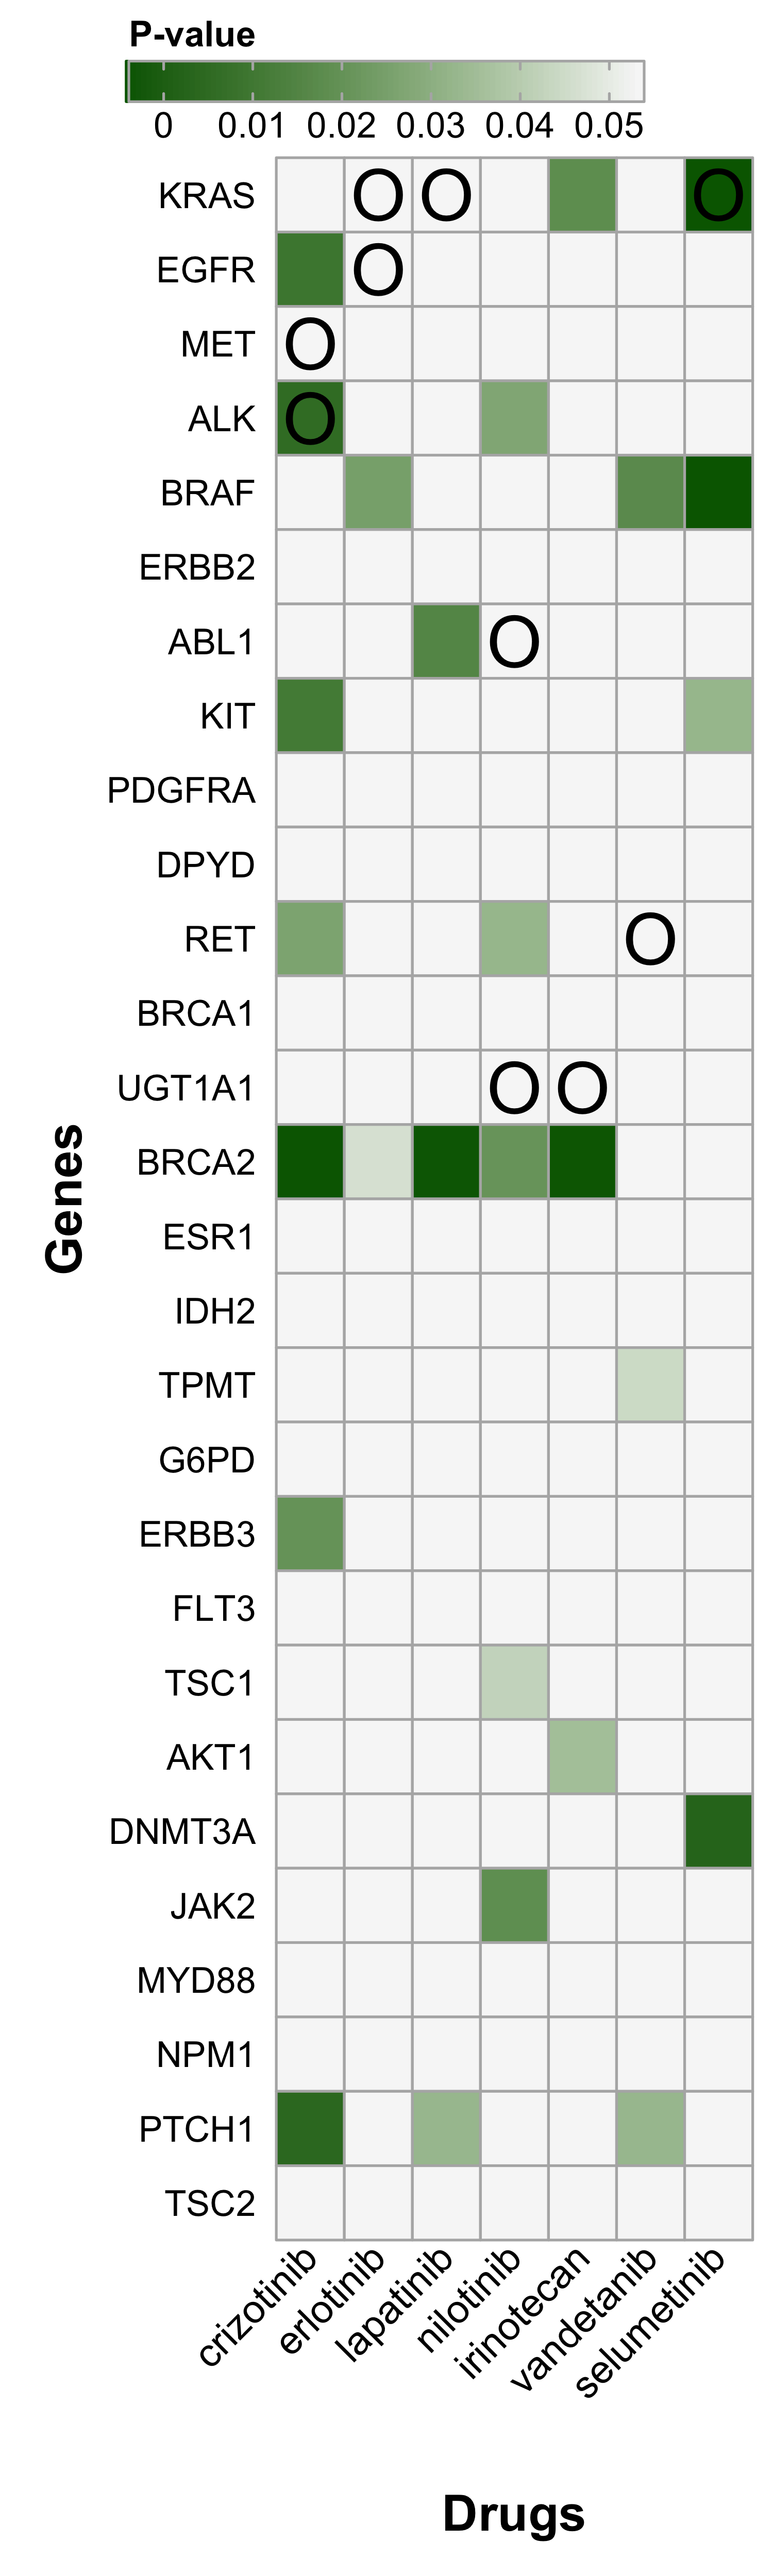 P-value
0 0.01 0.02 0.03 0.04 0.05
KRAS O O O
EGFR O
MET O
ALK O
BRAF
ERBB2
ABL1 O
KIT
PDGFRA
DPYD
RET O
BRCA1
UGT1A1 O O
BRCA2
ESR1
IDH2
TPMT
G6PD
ERBB3
FLT3
TSC1
AKT1
DNMT3A
JAK2
MYD88
NPM1
PTCH1
TSC2
Genes
crizotinib
erlotinib
lapatinib
nilotinib
irinotecan
vandetanib
selumetinib
Drugs